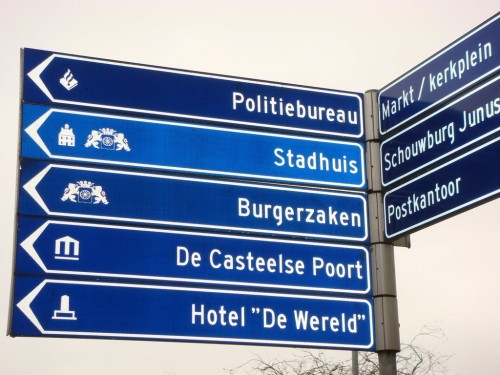 Politiebureau
Stadhuis
Burgerzaken
De Casteelse Poort
Hotel "De Wereld"
Markt / kerkplein
Schouwburg Junus
Postkantoor